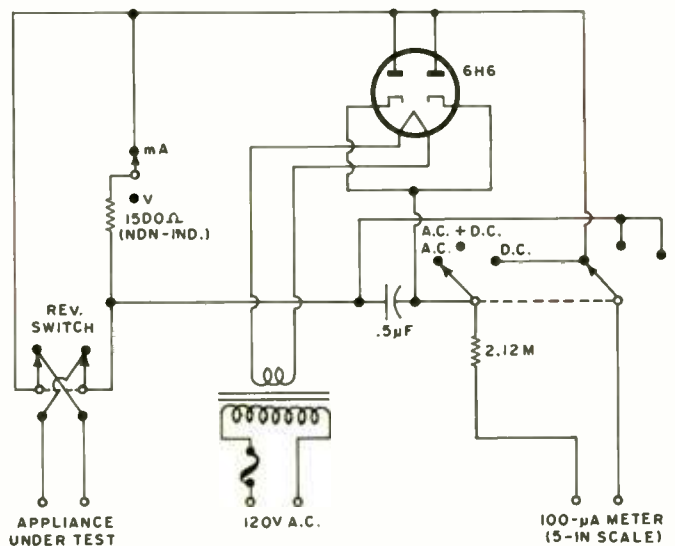 6H6
mA
V
1500Ω
(NON-IND.)
A.C. + D.C.
A.C.
D.C.
REV.
SWITCH
.5µF
2.12M
APPLIANCE
UNDER TEST
120V A.C.
100-µA METER
(5-IN SCALE)